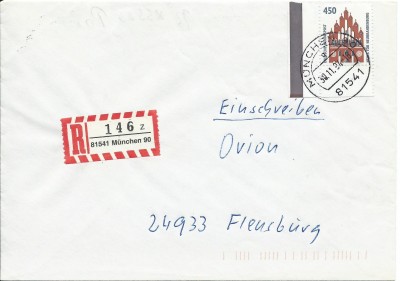 450
MÜNCHEN
81541
Einschreiben
R 146 z
81541 München 90
Orion
24933 Flensburg